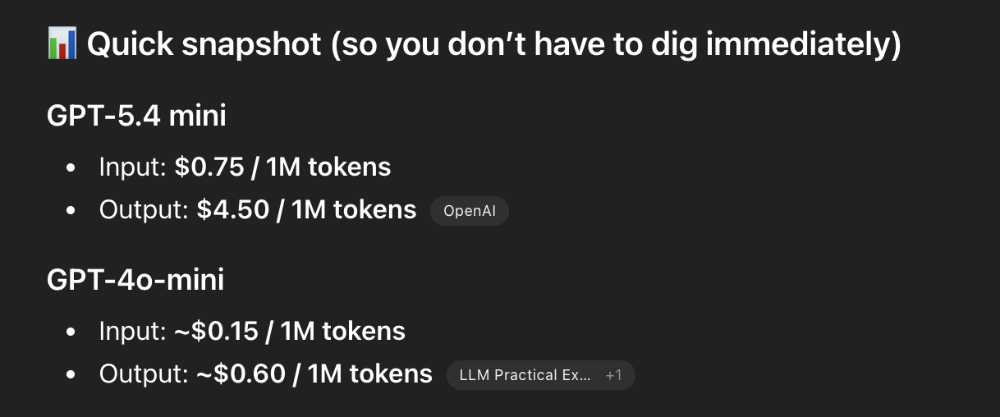 📊 Quick snapshot (so you don’t have to dig immediately)
GPT-5.4 mini
• Input: $0.75 / 1M tokens
• Output: $4.50 / 1M tokens OpenAI
GPT-4o-mini
• Input: ~$0.15 / 1M tokens
• Output: ~$0.60 / 1M tokens LLM Practical Ex... +1